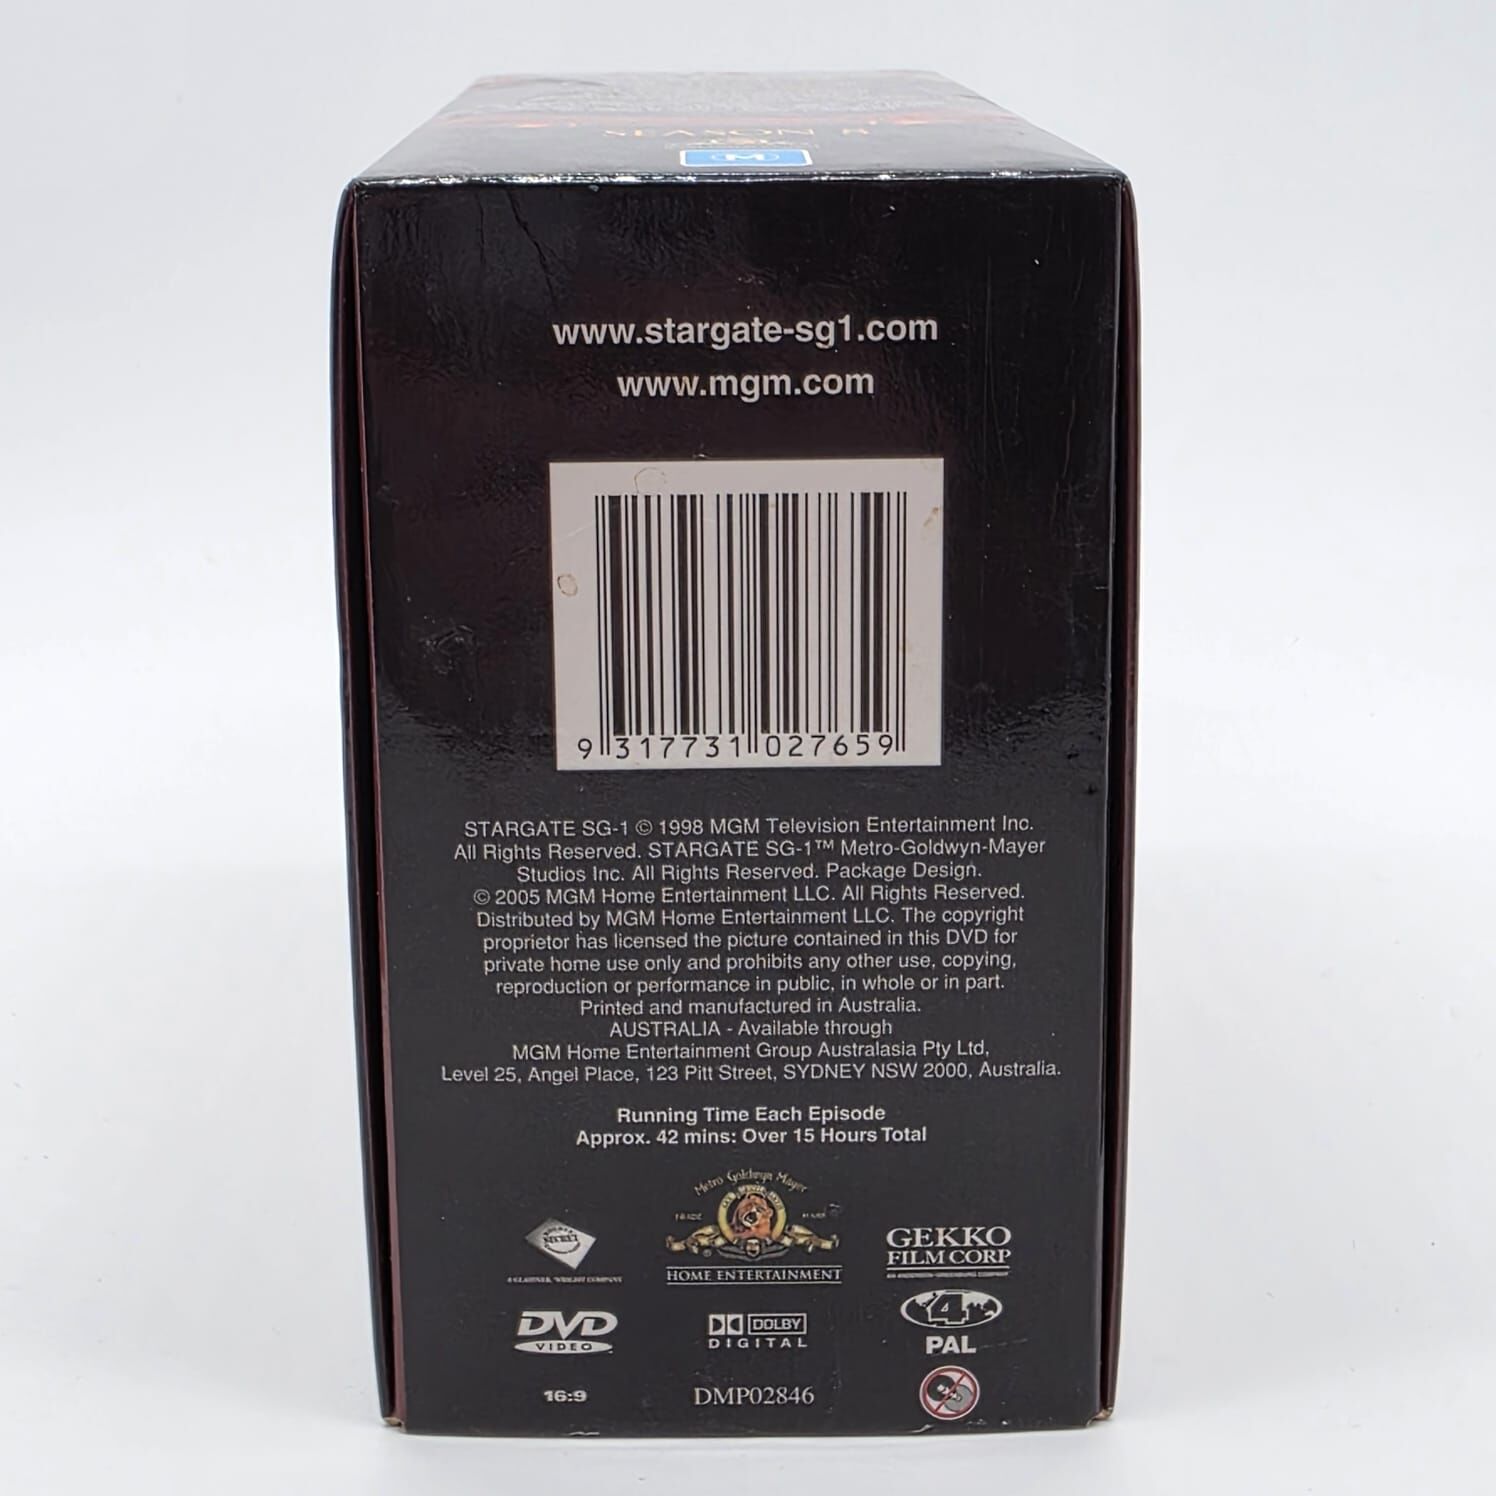 SEASON 8
M
www.stargate-sg1.com
www.mgm.com
9 317731 027659
STARGATE SG-1 © 1998 MGM Television Entertainment Inc.
All Rights Reserved. STARGATE SG-1™ Metro-Goldwyn-Mayer
Studios Inc. All Rights Reserved. Package Design.
© 2005 MGM Home Entertainment LLC. All Rights Reserved.
Distributed by MGM Home Entertainment LLC. The copyright
proprietor has licensed the picture contained in this DVD for
private home use only and prohibits any other use, copying,
reproduction or performance in public, in whole or in part.
Printed and manufactured in Australia.
AUSTRALIA - Available through
MGM Home Entertainment Group Australasia Pty Ltd,
Level 25, Angel Place, 123 Pitt Street, SYDNEY NSW 2000, Australia.
Running Time Each Episode
Approx. 42 mins: Over 15 Hours Total
Metro Goldwyn Mayer
TRADE MARK
SECRET
HOME ENTERTAINMENT
GEKKO
FILM CORP
DVD
VIDEO
DOLBY
DIGITAL
4
PAL
16:9
DMP02846